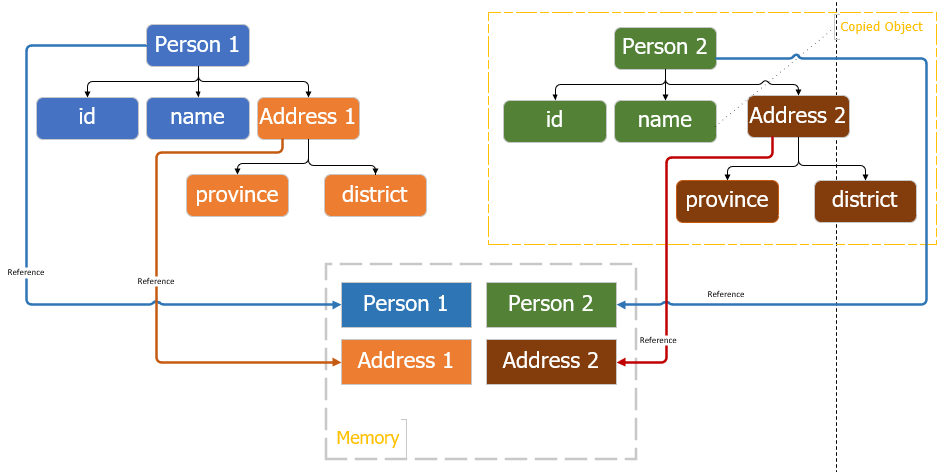 Person 1
id
name
Address 1
province
district
Copied Object
Person 2
id
name
Address 2
province
district
Reference
Reference
Reference
Reference
Person 1
Person 2
Address 1
Address 2
Memory